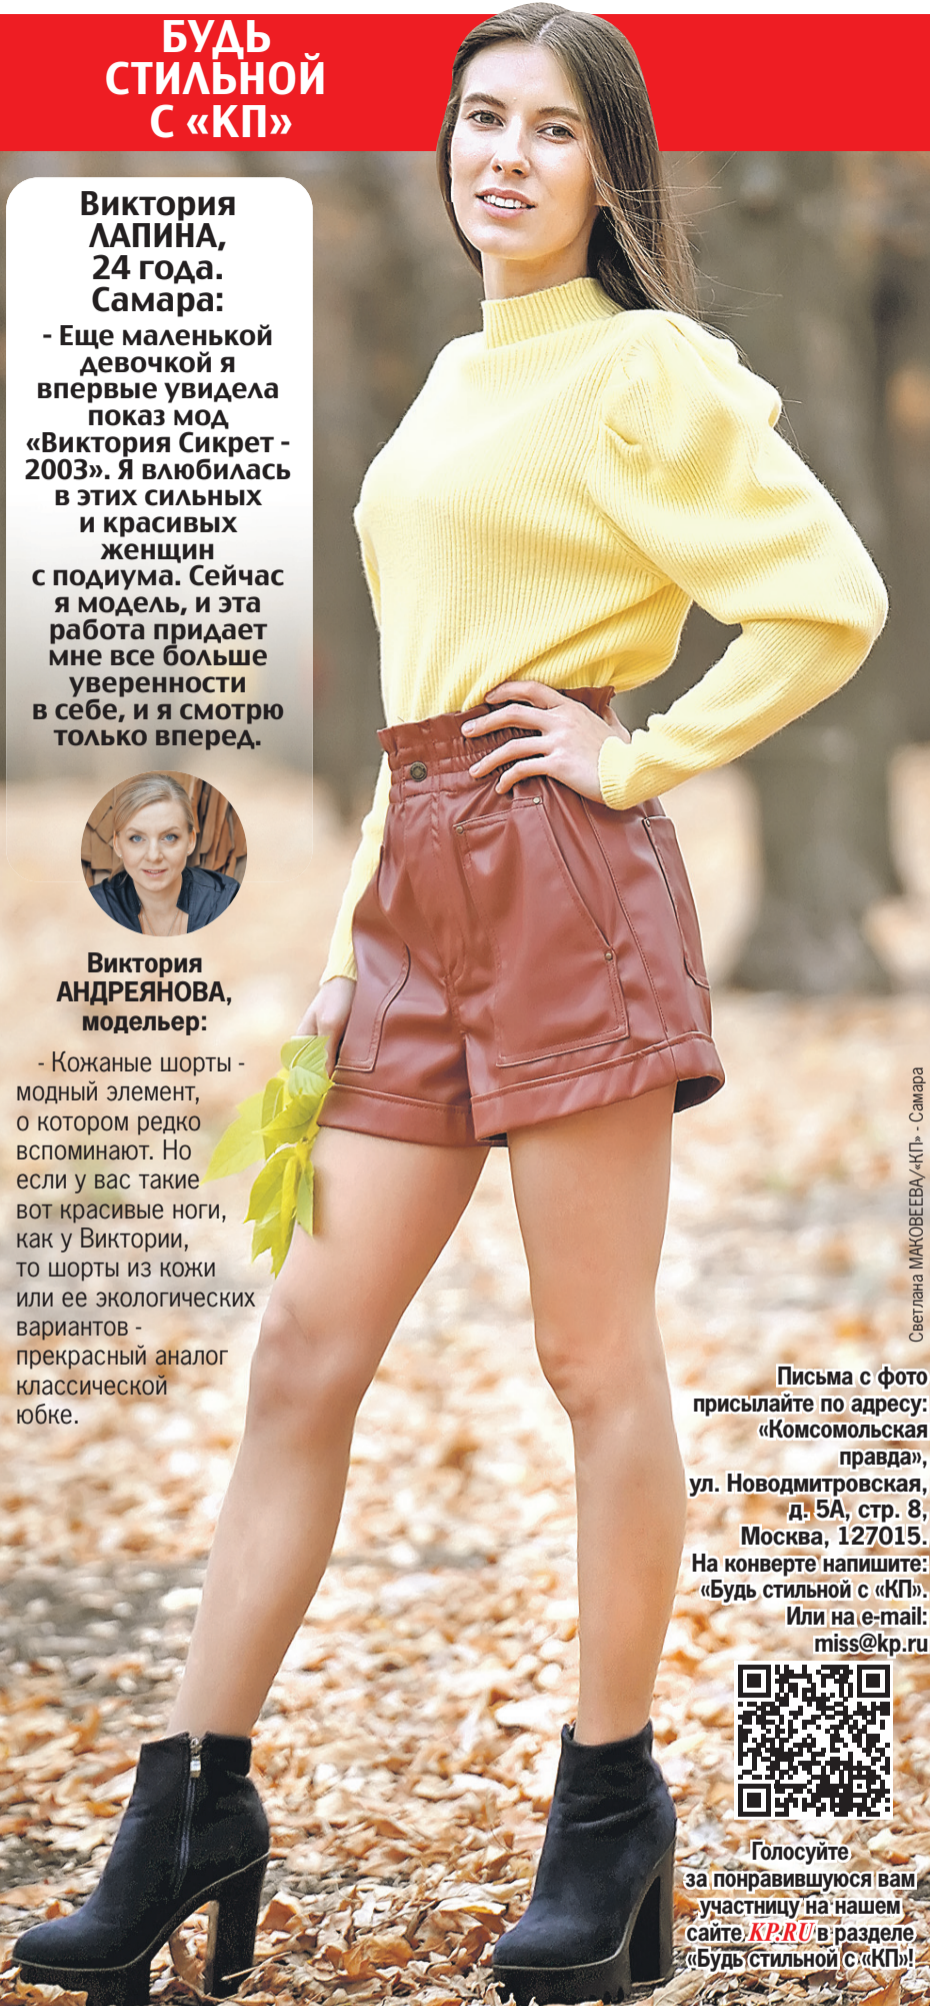 БУДЬ
СТИЛЬНОЙ
С «КП»
Виктория
ЛАПИНА,
24 года.
Самара:
- Еще маленькой
девочкой я
впервые увидела
показ мод
«Виктория Сикрет -
2003». Я влюбилась
в этих сильных
и красивых
женщин
с подиума. Сейчас
я модель, и эта
работа придает
мне все больше
уверенности
в себе, и я смотрю
только вперед.
Виктория
АНДРЕЯНОВА,
модельер:
- Кожаные шорты -
модный элемент,
о котором редко
вспоминают. Но
если у вас такие
вот красивые ноги,
как у Виктории,
то шорты из кожи
или ее экологических
вариантов -
прекрасный аналог
классической
юбке.
Светлана МАКОВЕЕВА/«КП» - Самара
Письма с фото
присылайте по адресу:
«Комсомольская
правда»,
ул. Новодмитровская,
д. 5А, стр. 8,
Москва, 127015.
На конверте напишите:
«Будь стильной с «КП».
Или на e-mail:
miss@kp.ru
Голосуйте
за понравившуюся вам
участницу на нашем
сайте KP.RU в разделе
«Будь стильной с «КП»!